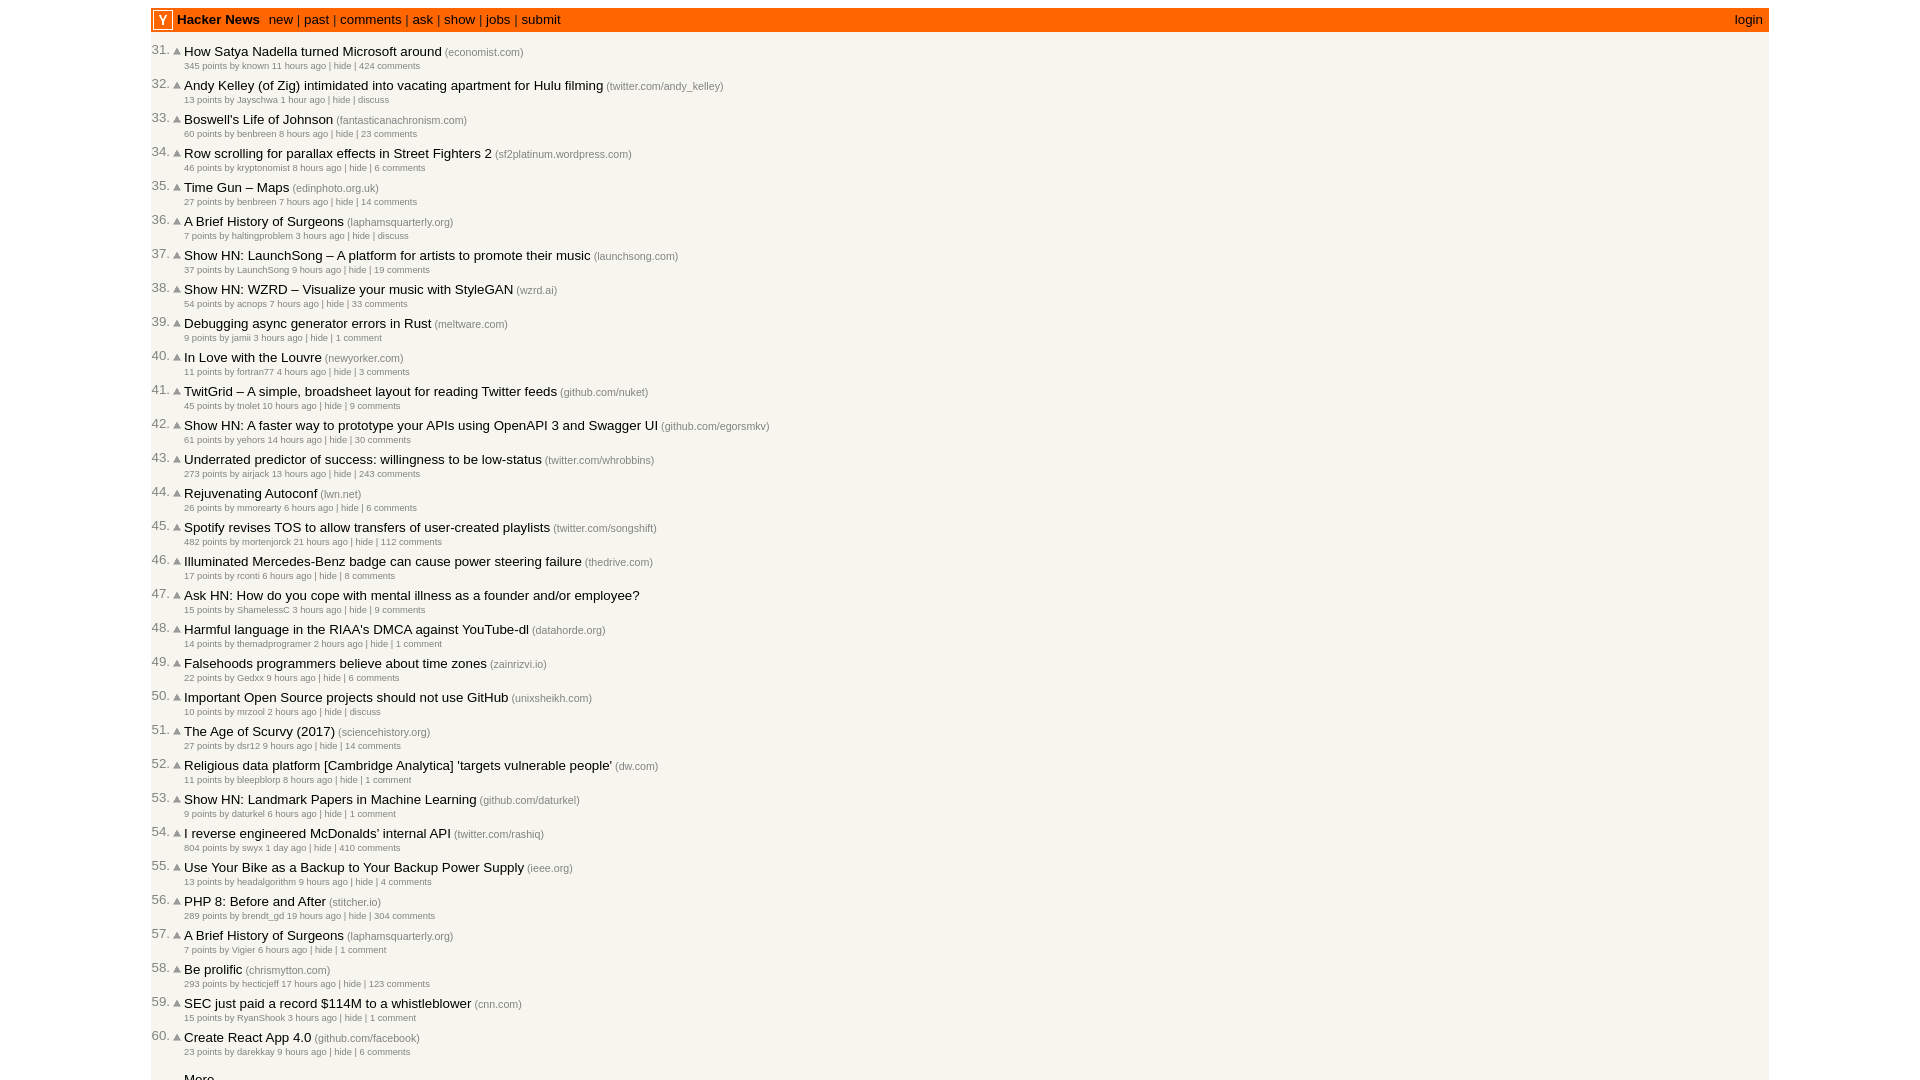 Y Hacker News new | past | comments | ask | show | jobs | submit login
31. How Satya Nadella turned Microsoft around (economist.com)
345 points by known 11 hours ago | hide | 424 comments
32. Andy Kelley (of Zig) intimidated into vacating apartment for Hulu filming (twitter.com/andy_kelley)
13 points by Jayschwa 1 hour ago | hide | discuss
33. Boswell's Life of Johnson (fantasticanachronism.com)
60 points by benbreen 8 hours ago | hide | 23 comments
34. Row scrolling for parallax effects in Street Fighters 2 (sf2platinum.wordpress.com)
46 points by kryptonomist 8 hours ago | hide | 6 comments
35. Time Gun – Maps (edinphoto.org.uk)
27 points by benbreen 7 hours ago | hide | 14 comments
36. A Brief History of Surgeons (laphamsquarterly.org)
7 points by haltingproblem 3 hours ago | hide | discuss
37. Show HN: LaunchSong – A platform for artists to promote their music (launchsong.com)
37 points by LaunchSong 9 hours ago | hide | 19 comments
38. Show HN: WZRD – Visualize your music with StyleGAN (wzrd.ai)
54 points by acnops 7 hours ago | hide | 33 comments
39. Debugging async generator errors in Rust (meltware.com)
9 points by jamii 3 hours ago | hide | 1 comment
40. In Love with the Louvre (newyorker.com)
11 points by fortran77 4 hours ago | hide | 3 comments
41. TwitGrid – A simple, broadsheet layout for reading Twitter feeds (github.com/nuket)
45 points by tnolet 10 hours ago | hide | 9 comments
42. Show HN: A faster way to prototype your APIs using OpenAPI 3 and Swagger UI (github.com/egorsmkv)
61 points by yehors 14 hours ago | hide | 30 comments
43. Underrated predictor of success: willingness to be low-status (twitter.com/whrobbins)
273 points by airjack 13 hours ago | hide | 243 comments
44. Rejuvenating Autoconf (lwn.net)
26 points by mmorearty 6 hours ago | hide | 6 comments
45. Spotify revises TOS to allow transfers of user-created playlists (twitter.com/songshift)
482 points by mortenjorck 21 hours ago | hide | 112 comments
46. Illuminated Mercedes-Benz badge can cause power steering failure (thedrive.com)
17 points by rconti 6 hours ago | hide | 8 comments
47. Ask HN: How do you cope with mental illness as a founder and/or employee?
15 points by ShamelessC 3 hours ago | hide | 9 comments
48. Harmful language in the RIAA's DMCA against YouTube-dl (datahorde.org)
14 points by themadprogramer 2 hours ago | hide | 1 comment
49. Falsehoods programmers believe about time zones (zainrizvi.io)
22 points by Gedxx 9 hours ago | hide | 6 comments
50. Important Open Source projects should not use GitHub (unixsheikh.com)
10 points by mrzool 2 hours ago | hide | discuss
51. The Age of Scurvy (2017) (sciencehistory.org)
27 points by dsr12 9 hours ago | hide | 14 comments
52. Religious data platform [Cambridge Analytica] 'targets vulnerable people' (dw.com)
11 points by bleepblorp 8 hours ago | hide | 1 comment
53. Show HN: Landmark Papers in Machine Learning (github.com/daturkel)
9 points by daturkel 6 hours ago | hide | 1 comment
54. I reverse engineered McDonalds' internal API (twitter.com/rashiq)
804 points by swyx 1 day ago | hide | 410 comments
55. Use Your Bike as a Backup to Your Backup Power Supply (ieee.org)
13 points by headalgorithm 9 hours ago | hide | 4 comments
56. PHP 8: Before and After (stitcher.io)
289 points by brendt_gd 19 hours ago | hide | 304 comments
57. A Brief History of Surgeons (laphamsquarterly.org)
7 points by Vigier 6 hours ago | hide | 1 comment
58. Be prolific (chrismytton.com)
293 points by hecticjeff 17 hours ago | hide | 123 comments
59. SEC just paid a record $114M to a whistleblower (cnn.com)
15 points by RyanShook 3 hours ago | hide | 1 comment
60. Create React App 4.0 (github.com/facebook)
23 points by darekkay 9 hours ago | hide | 6 comments
More